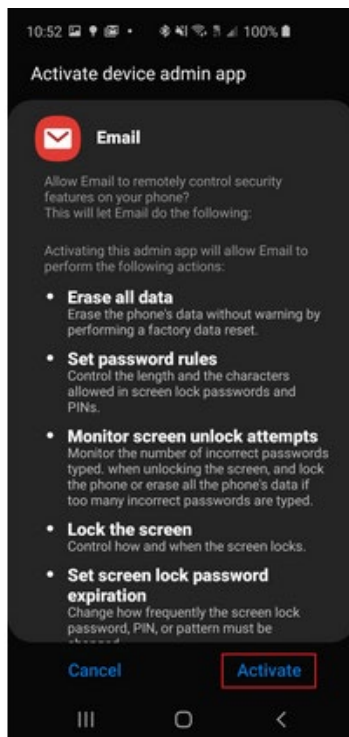 10:52 100%
Activate device admin app
Email
Allow Email to remotely control security
features on your phone?
This will let Email do the following:
Activating this admin app will allow Email to
perform the following actions:
• Erase all data
Erase the phone's data without warning by
performing a factory data reset.
• Set password rules
Control the length and the characters
allowed in screen lock passwords and
PINs.
• Monitor screen unlock attempts
Monitor the number of incorrect passwords
typed. when unlocking the screen, and lock
the phone or erase all the phone's data if
too many incorrect passwords are typed.
• Lock the screen
Control how and when the screen locks.
• Set screen lock password
expiration
Change how frequently the screen lock
password, PIN, or pattern must be
Cancel Activate